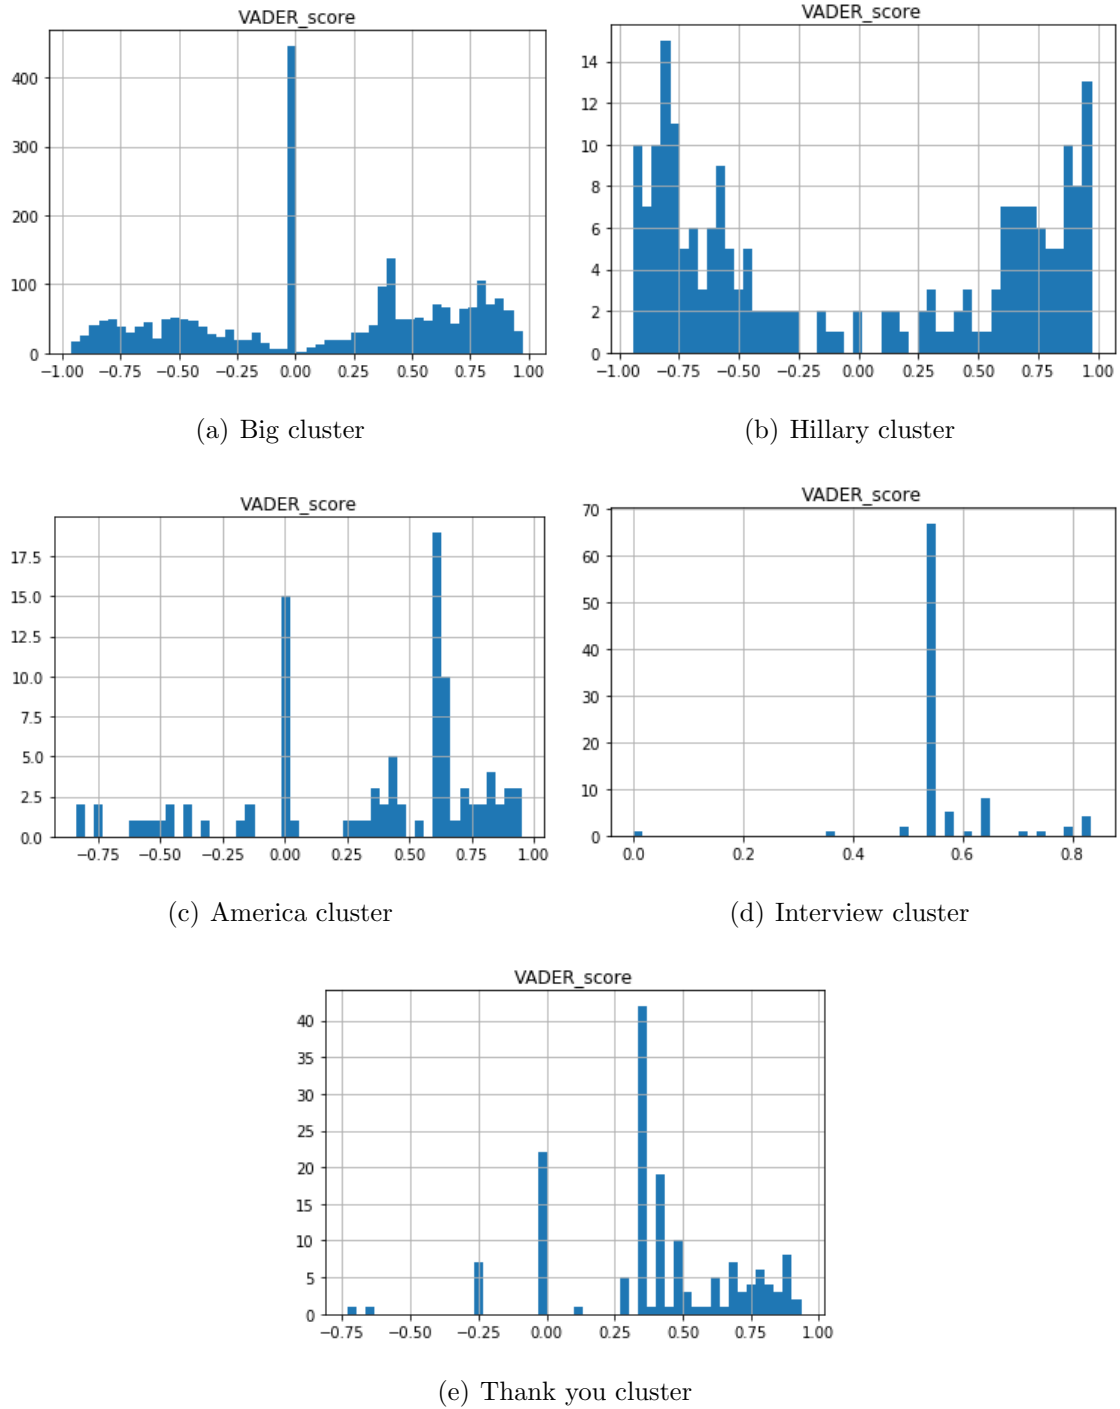 VADER_score
400
300
200
100
0
−1.00 −0.75 −0.50 −0.25 0.00 0.25 0.50 0.75 1.00
(a) Big cluster
VADER_score
14
12
10
8
6
4
2
0
−1.00 −0.75 −0.50 −0.25 0.00 0.25 0.50 0.75 1.00
(b) Hillary cluster
VADER_score
17.5
15.0
12.5
10.0
7.5
5.0
2.5
0.0
−0.75 −0.50 −0.25 0.00 0.25 0.50 0.75 1.00
(c) America cluster
VADER_score
70
60
50
40
30
20
10
0
0.0 0.2 0.4 0.6 0.8
(d) Interview cluster
VADER_score
40
35
30
25
20
15
10
5
0
−0.75 −0.50 −0.25 0.00 0.25 0.50 0.75 1.00
(e) Thank you cluster